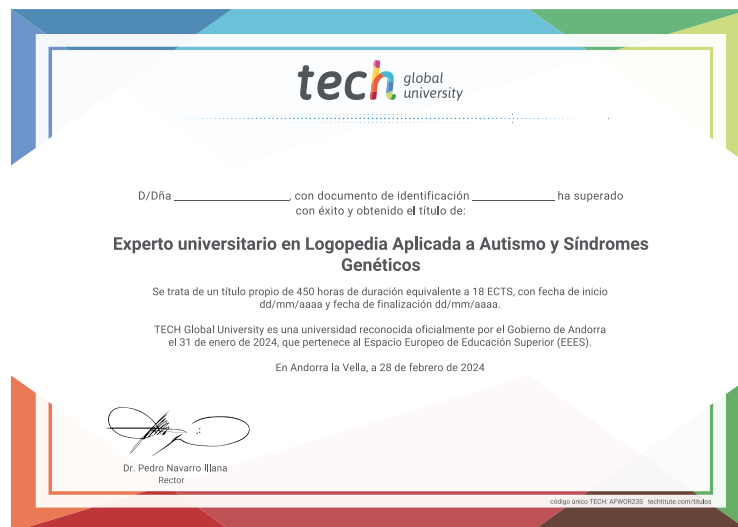 tech global university
D/Dña ____________________, con documento de identificación ______________ ha superado
con éxito y obtenido el título de:
Experto universitario en Logopedia Aplicada a Autismo y Síndromes
Genéticos
Se trata de un título propio de 450 horas de duración equivalente a 18 ECTS, con fecha de inicio
dd/mm/aaaa y fecha de finalización dd/mm/aaaa.
TECH Global University es una universidad reconocida oficialmente por el Gobierno de Andorra
el 31 de enero de 2024, que pertenece al Espacio Europeo de Educación Superior (EEES).
En Andorra la Vella, a 28 de febrero de 2024
Dr. Pedro Navarro Illana
Rector
código único TECH: AFWOR23S techtitute.com/titulos